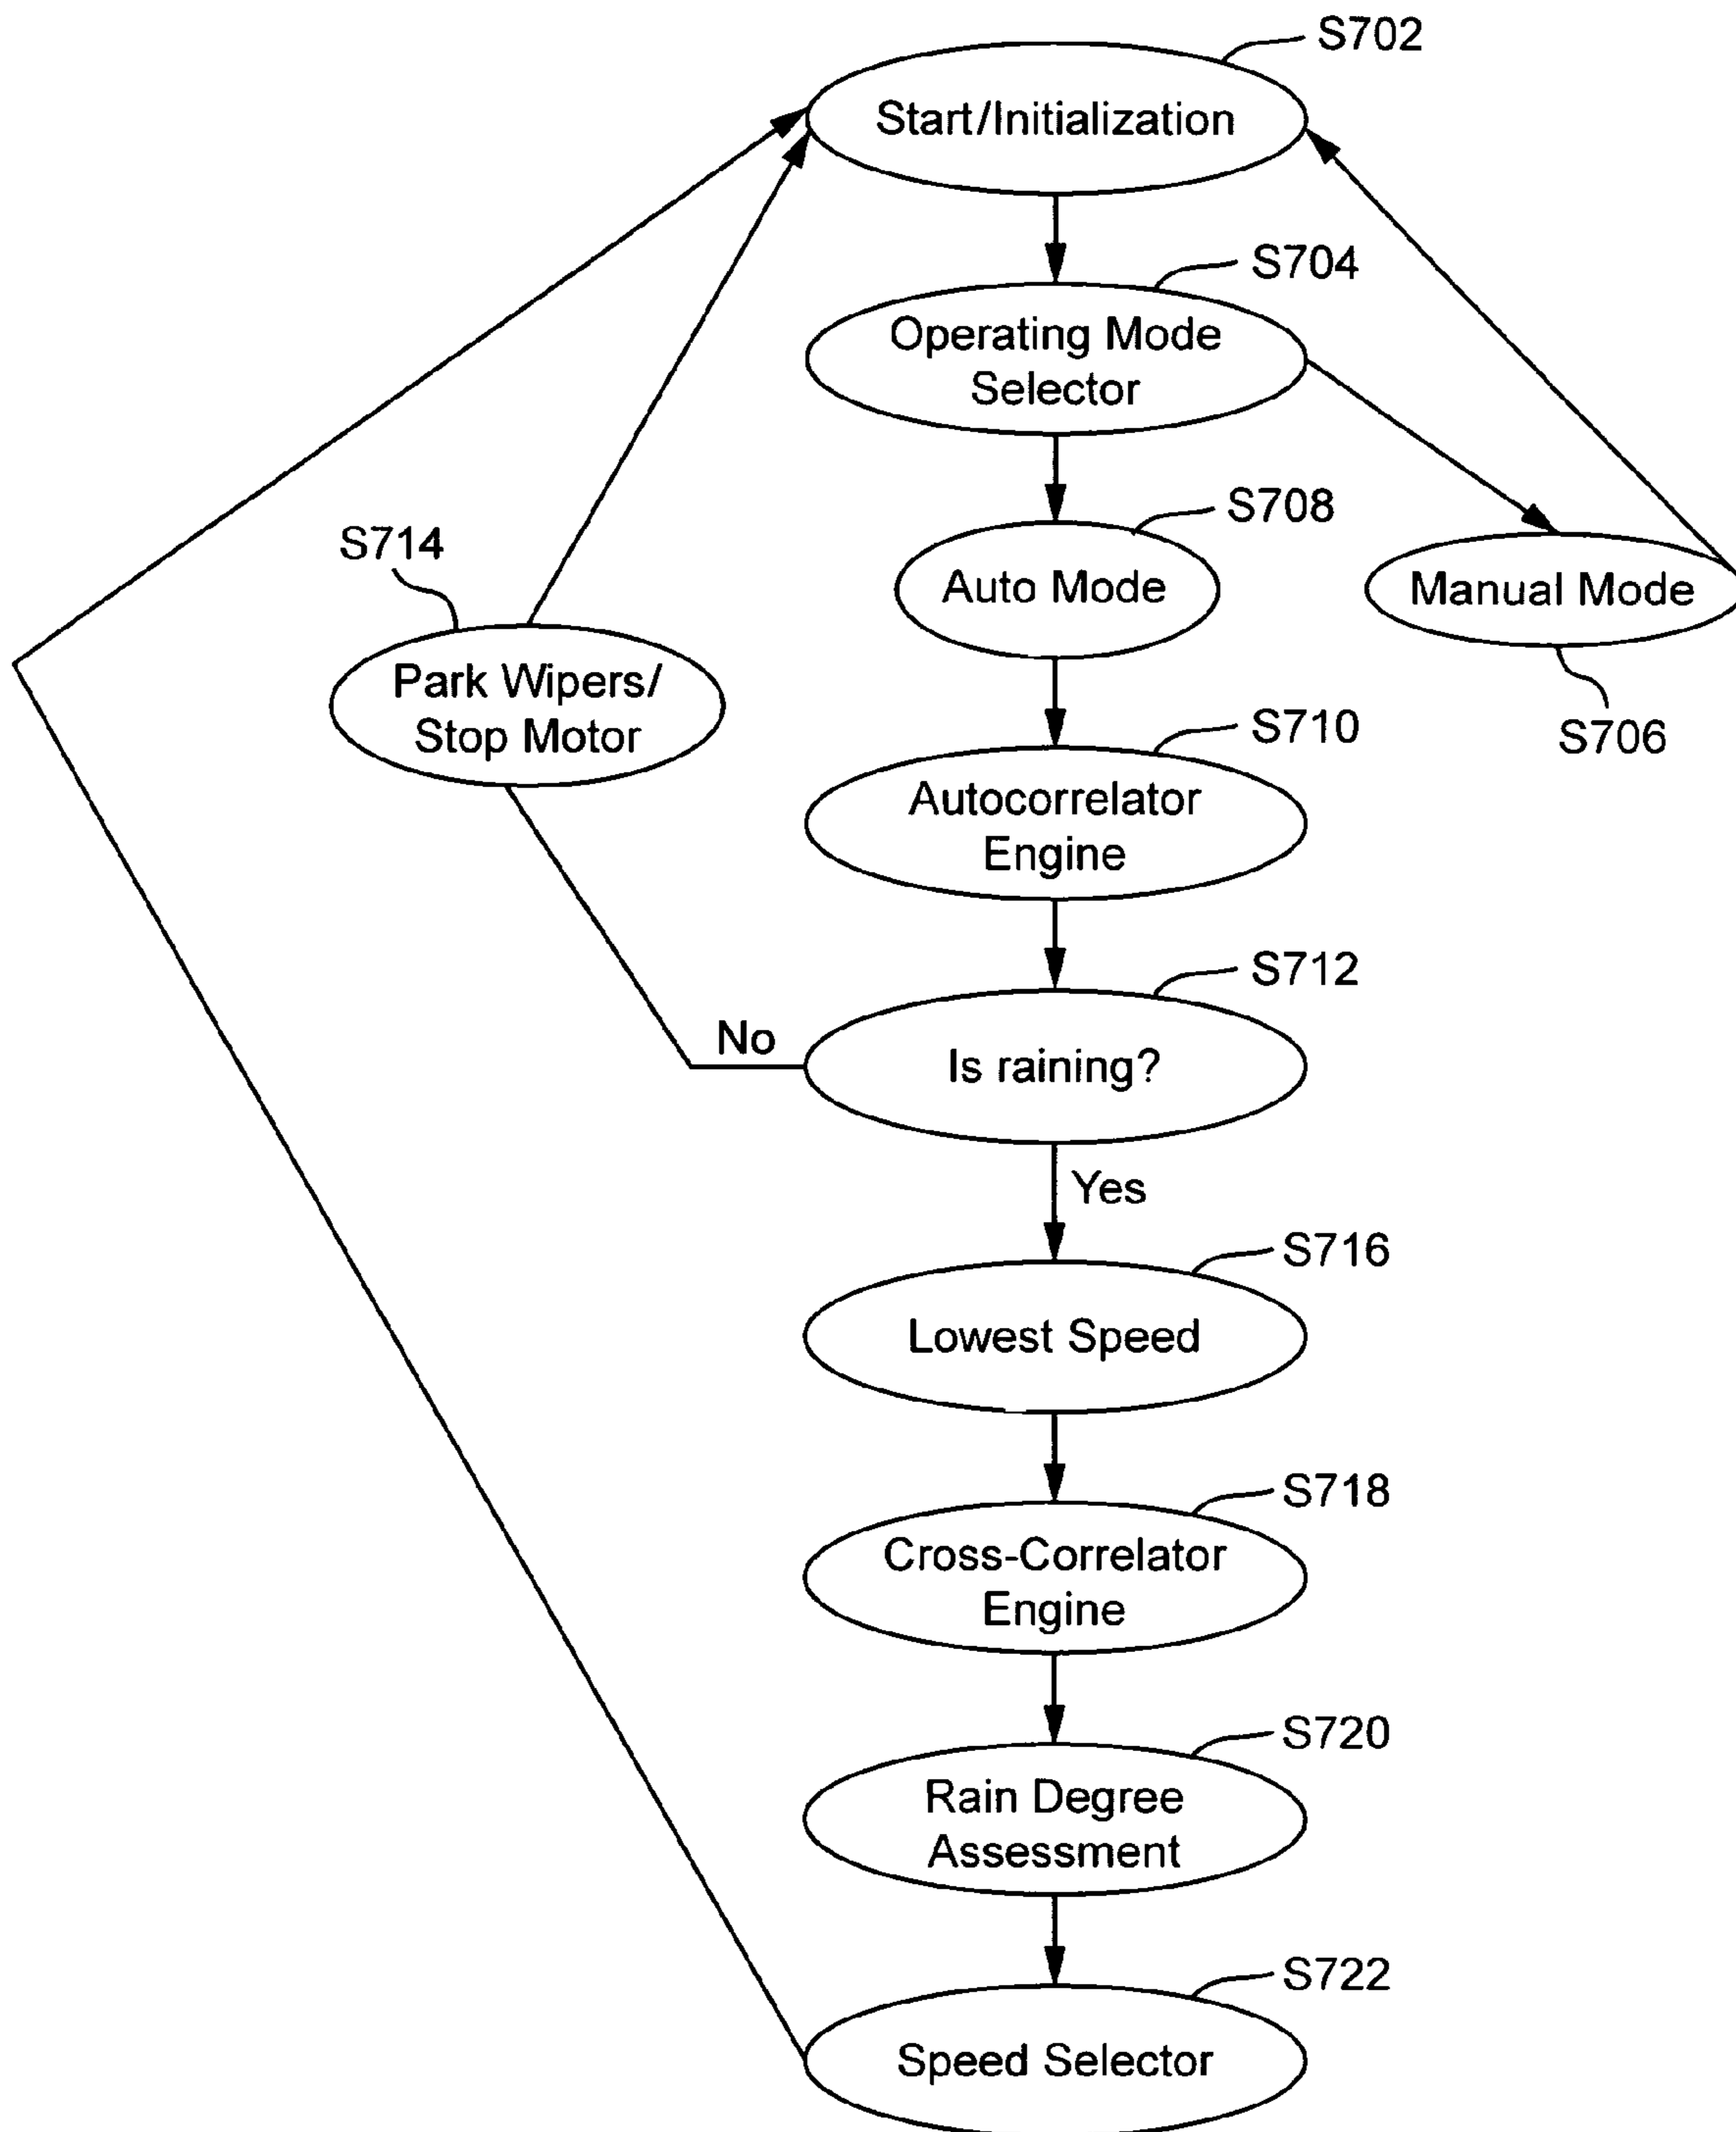 S702
Start/Initialization
S704
Operating Mode
Selector
S708
Auto Mode
Manual Mode
S706
S714
Park Wipers/
Stop Motor
S710
Autocorrelator
Engine
S712
Is raining?
No
Yes
S716
Lowest Speed
S718
Cross-Correlator
Engine
S720
Rain Degree
Assessment
S722
Speed Selector